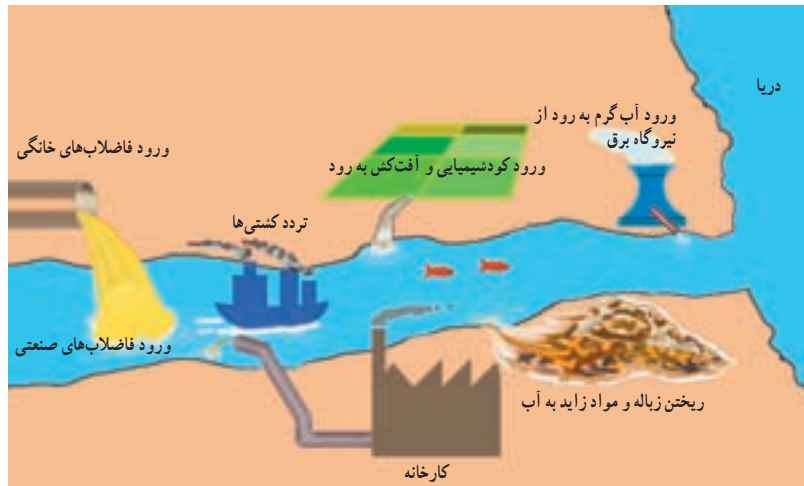 دریا
ورود آب گرم به رود از
نیروگاه برق
ورود کودشیمیایی و آفت‌کش به رود
ورود فاضلاب‌های خانگی
تردد کشتی‌ها
ورود فاضلاب‌های صنعتی
ریختن زباله و مواد زاید به آب
کارخانه